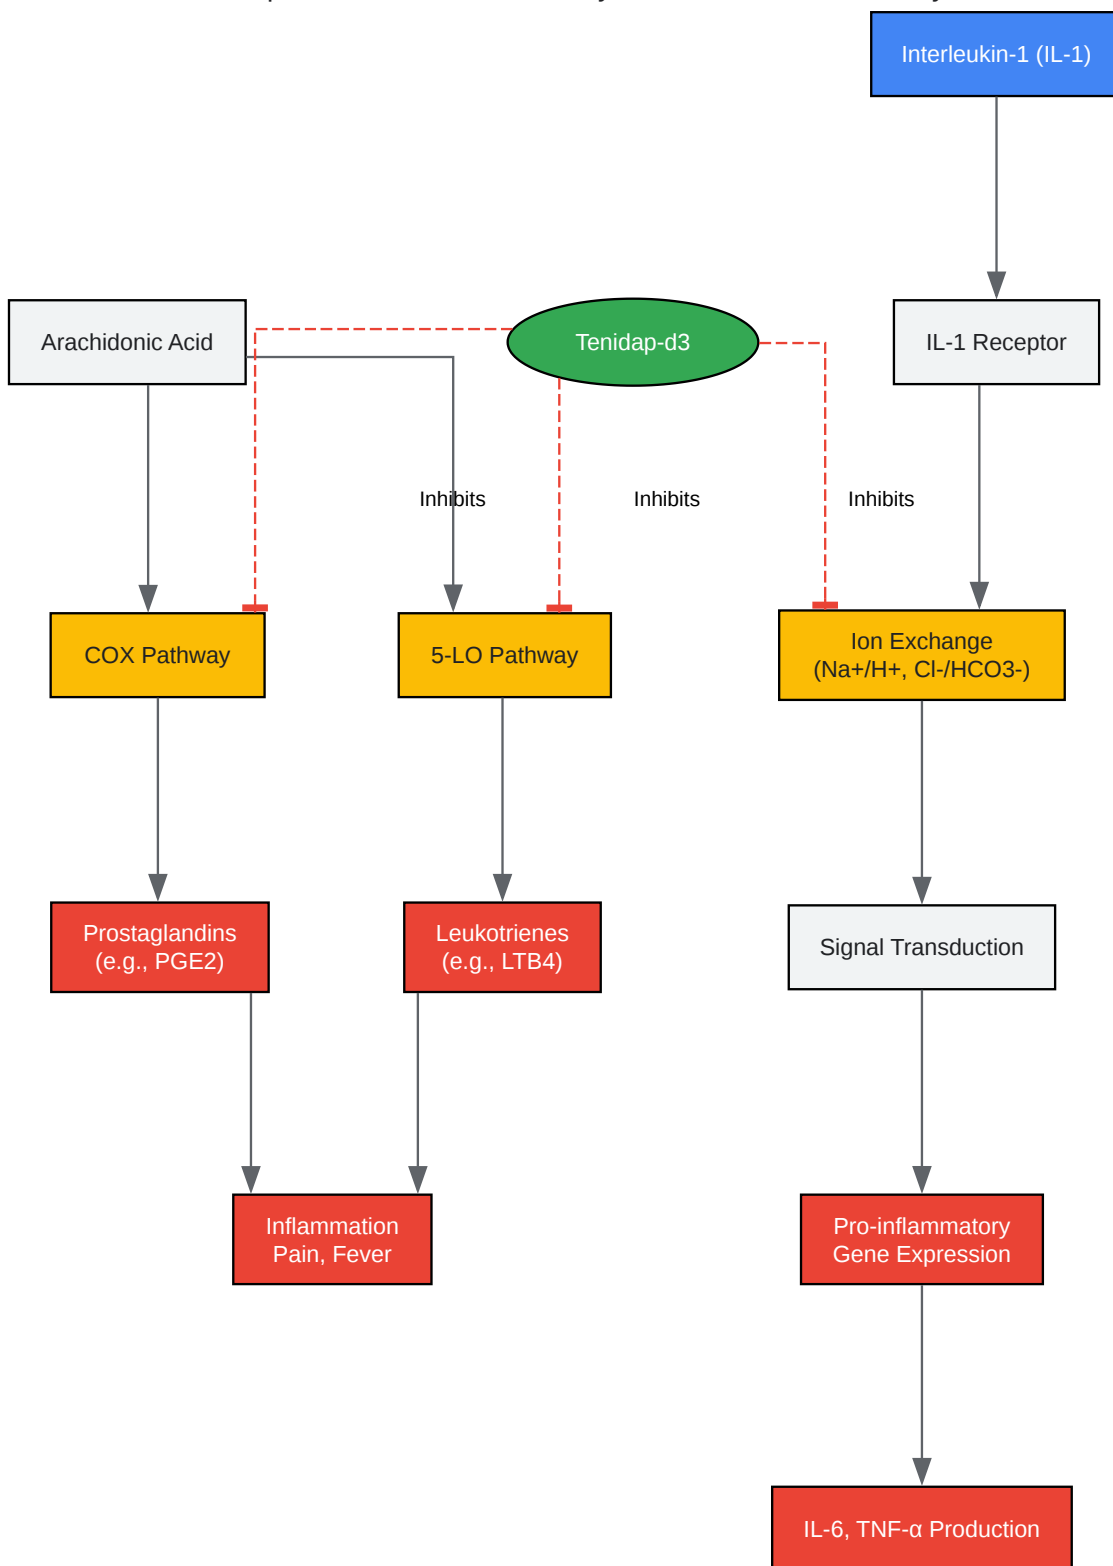 Interleukin-1 (IL-1)
Arachidonic Acid
Tenidap-d3
IL-1 Receptor
Inhibits
Inhibits
Inhibits
COX Pathway
5-LO Pathway
Ion Exchange
(Na+/H+, Cl-/HCO3-)
Prostaglandins
(e.g., PGE2)
Leukotrienes
(e.g., LTB4)
Signal Transduction
Inflammation
Pain, Fever
Pro-inflammatory
Gene Expression
IL-6, TNF-α Production